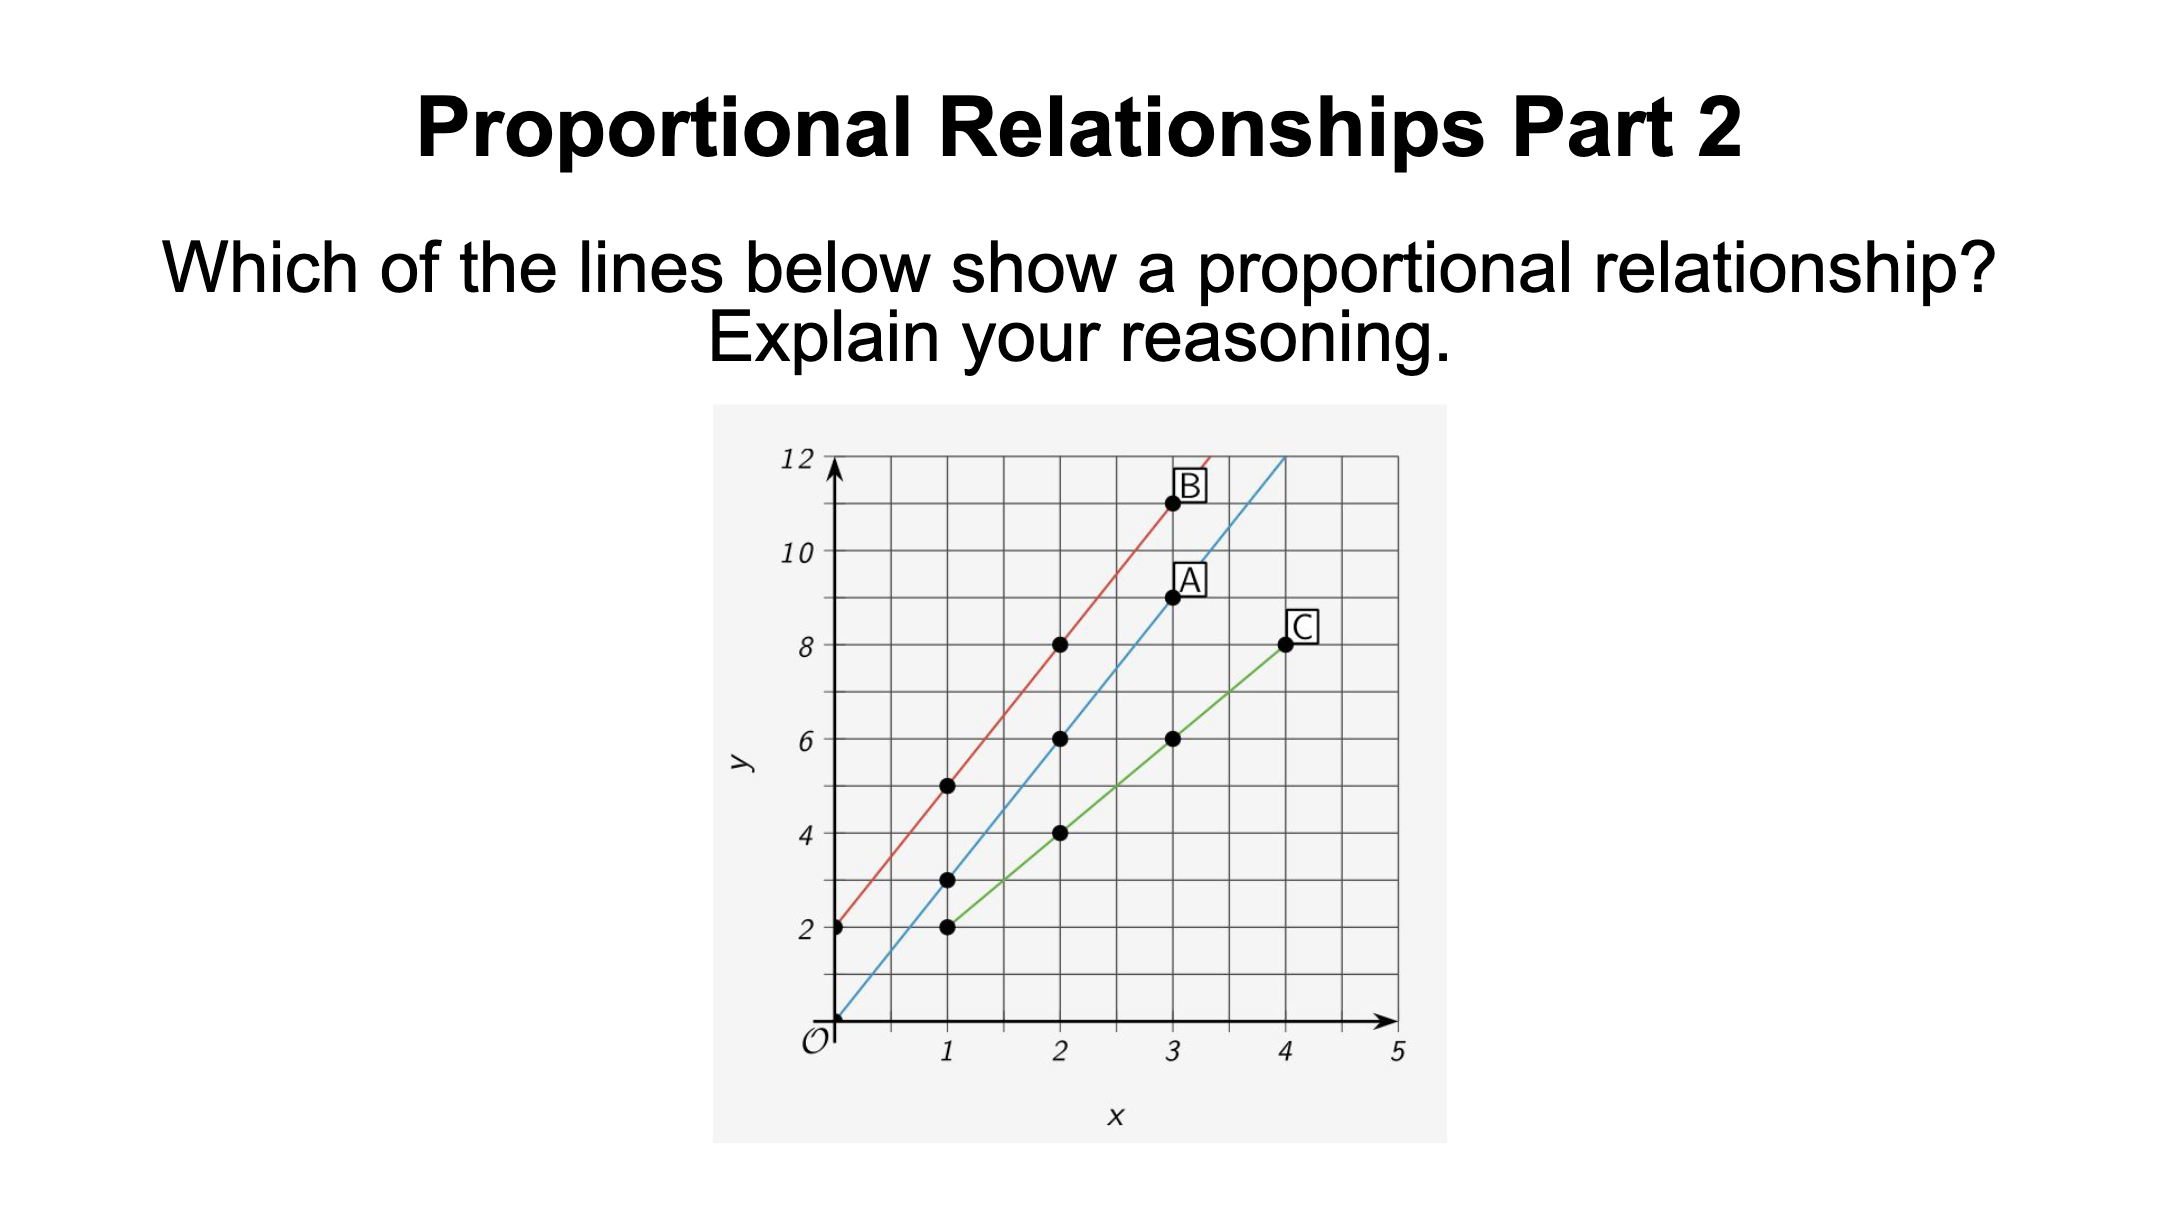 Proportional Relationships Part 2
Which of the lines below show a proportional relationship?
Explain your reasoning.
12
B
10
A
C
8
6
y
4
2
O
1 2 3 4 5
x